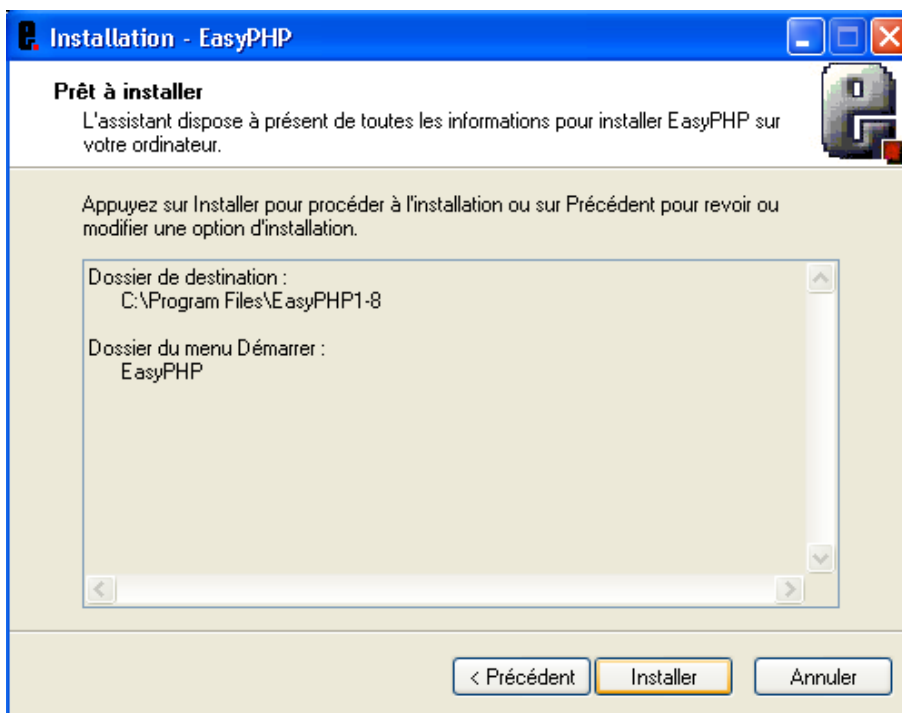 Installation - EasyPHP
Prêt à installer
L'assistant dispose à présent de toutes les informations pour installer EasyPHP sur
votre ordinateur.
Appuyez sur Installer pour procéder à l'installation ou sur Précédent pour revoir ou
modifier une option d'installation.
Dossier de destination :
C:\Program Files\EasyPHP1-8
Dossier du menu Démarrer :
EasyPHP
< Précédent Installer Annuler